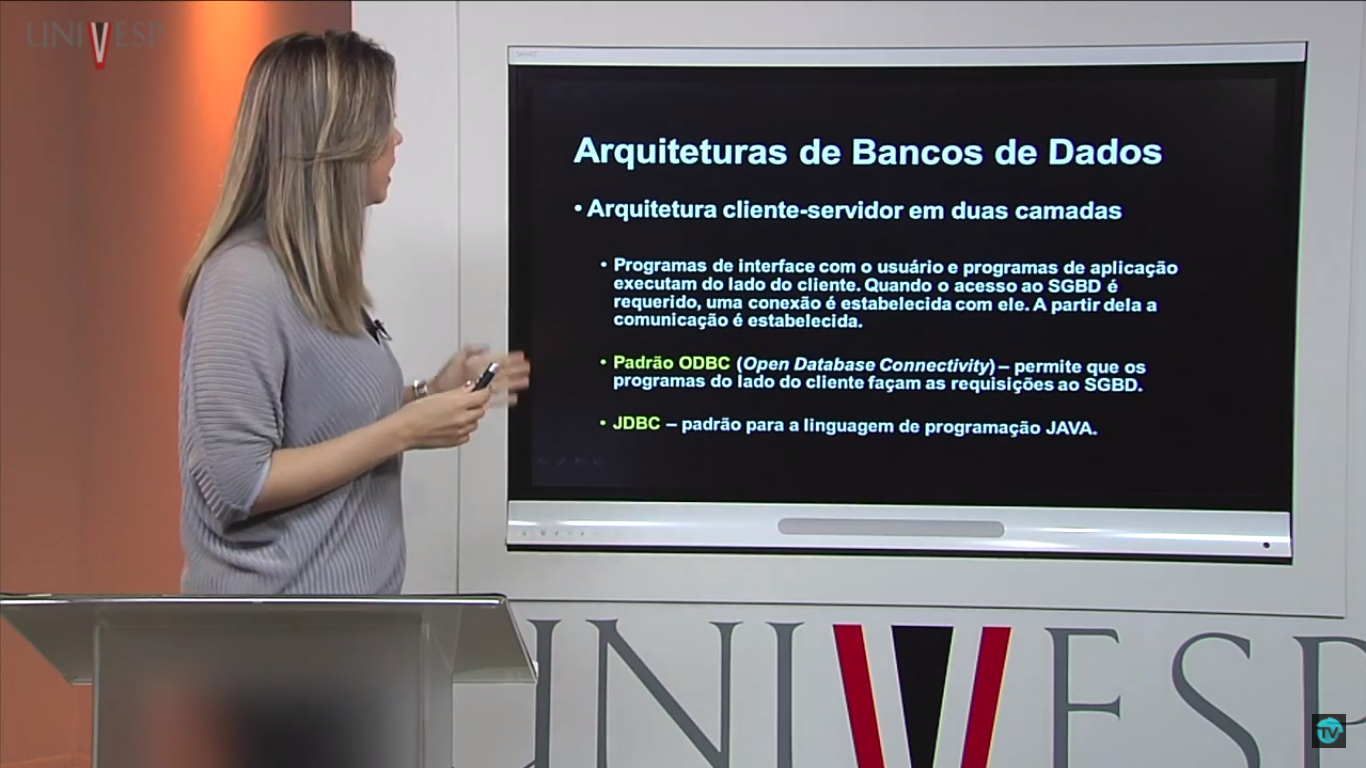 UNIVESP
Arquiteturas de Bancos de Dados
• Arquitetura cliente-servidor em duas camadas
• Programas de interface com o usuário e programas de aplicação
executam do lado do cliente. Quando o acesso ao SGBD é
requerido, uma conexão é estabelecida com ele. A partir dela a
comunicação é estabelecida.
• Padrão ODBC (Open Database Connectivity) – permite que os
programas do lado do cliente façam as requisições ao SGBD.
• JDBC – padrão para a linguagem de programação JAVA.
UNIVESP
TV